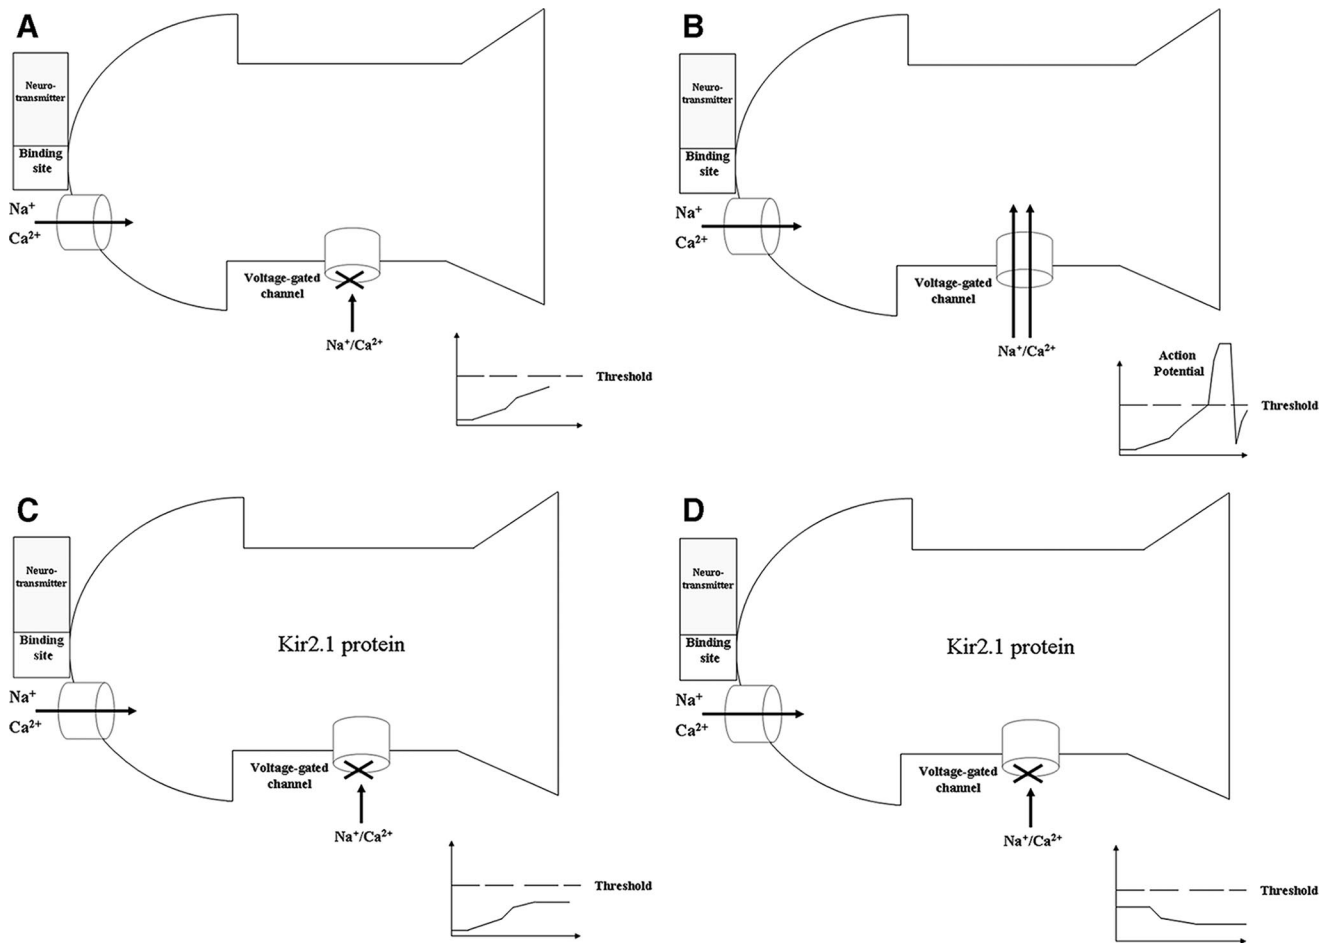 A
Neuro-
transmitter
Binding
site
Na⁺
Ca²⁺
Voltage-gated
channel
Na⁺/Ca²⁺
Threshold
B
Neuro-
transmitter
Binding
site
Na⁺
Ca²⁺
Voltage-gated
channel
Na⁺/Ca²⁺
Action
Potential
Threshold
C
Neuro-
transmitter
Binding
site
Na⁺
Ca²⁺
Kir2.1 protein
Voltage-gated
channel
Na⁺/Ca²⁺
Threshold
D
Neuro-
transmitter
Binding
site
Na⁺
Ca²⁺
Kir2.1 protein
Voltage-gated
channel
Na⁺/Ca²⁺
Threshold